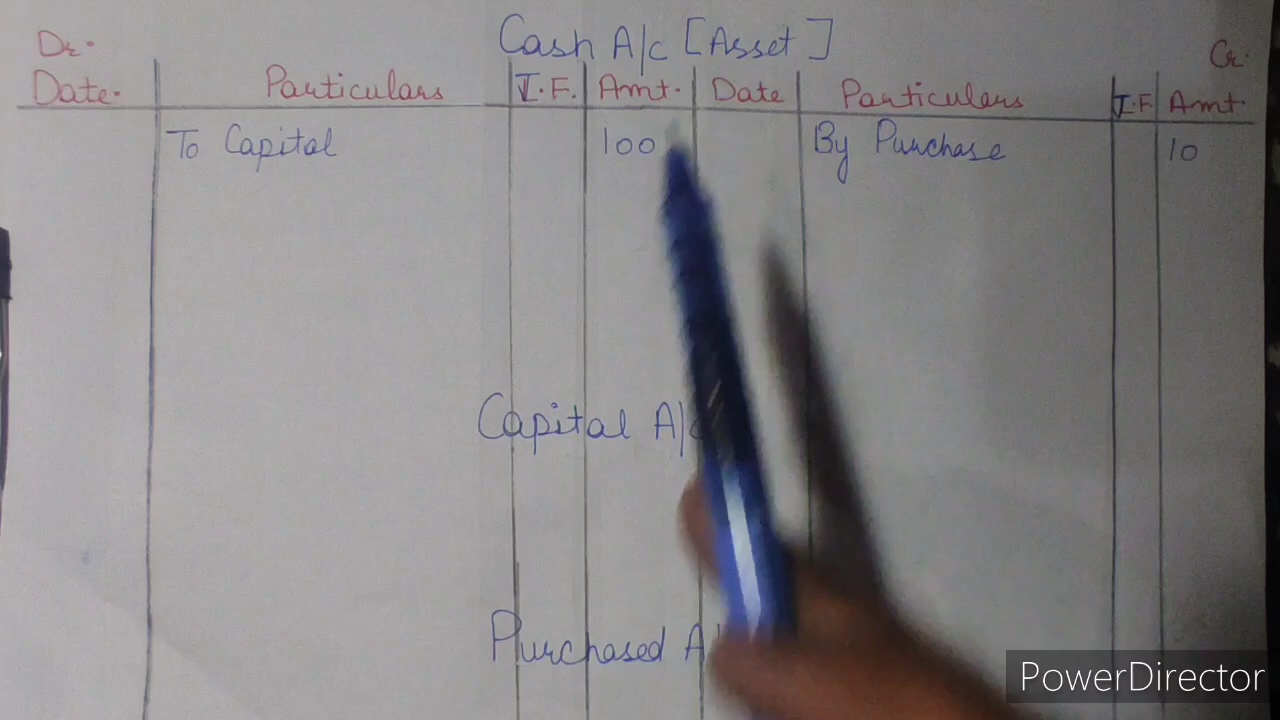 Cash A/c [Asset]
Dr. Cr.
Date. Particulars I.F. Amt. Date Particulars I.F Amt.
To Capital 100 By Purchase 10
Capital A/c
Purchased A/
PowerDirector